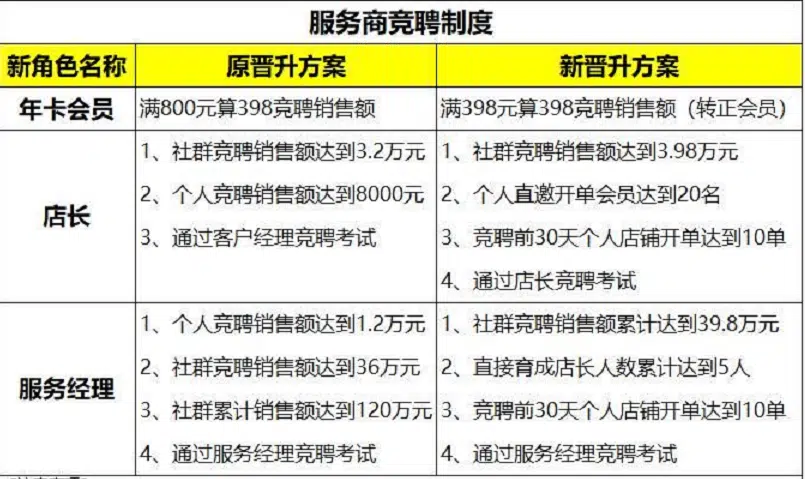 服务商竞聘制度
新角色名称 原晋升方案 新晋升方案
年卡会员 满800元算398竞聘销售额 满398元算398竞聘销售额（转正会员）
店长
1、社群竞聘销售额达到3.2万元
2、个人竞聘销售额达到8000元
3、通过客户经理竞聘考试
1、社群竞聘销售额达到3.98万元
2、个人直邀开单会员达到20名
3、竞聘前30天个人店铺开单达到10单
4、通过店长竞聘考试
服务经理
1、个人竞聘销售额达到1.2万元
2、社群竞聘销售额达到36万元
3、社群累计销售额达到120万元
4、通过服务经理竞聘考试
1、社群竞聘销售额累计达到39.8万元
2、直接育成店长人数累计达到5人
3、竞聘前30天个人店铺开单达到10单
4、通过服务经理竞聘考试